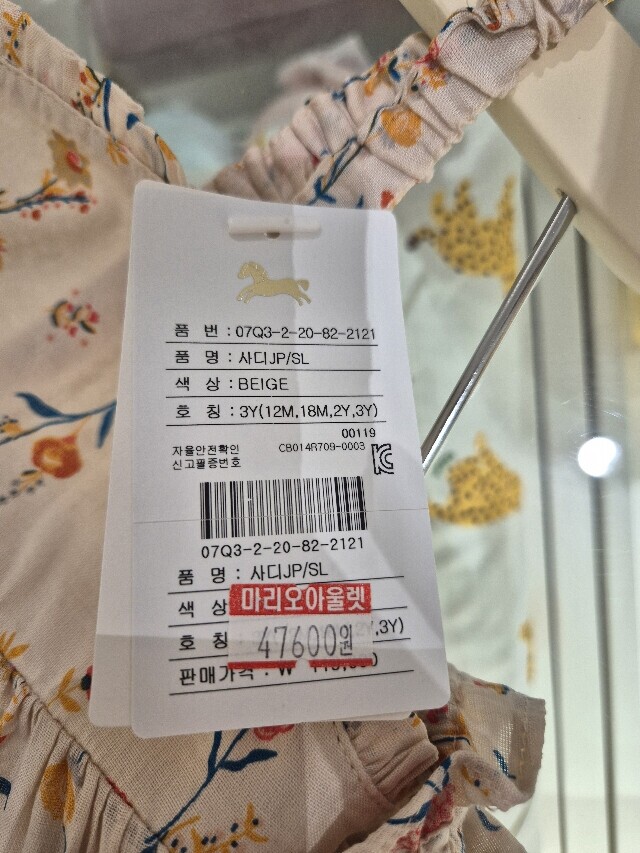 품 번 : 07Q3-2-20-82-2121
품 명 : 사디JP/SL
색 상 : BEIGE
호 칭 : 3Y(12M,18M,2Y,3Y)
00119
자율안전확인 CB014R709-0003
신고필증번호
07Q3-2-20-82-2121
품 명 : 사디JP/SL
색 상 마리오아울렛
호 칭 47600원 ,3Y)
판매가격 : ₩